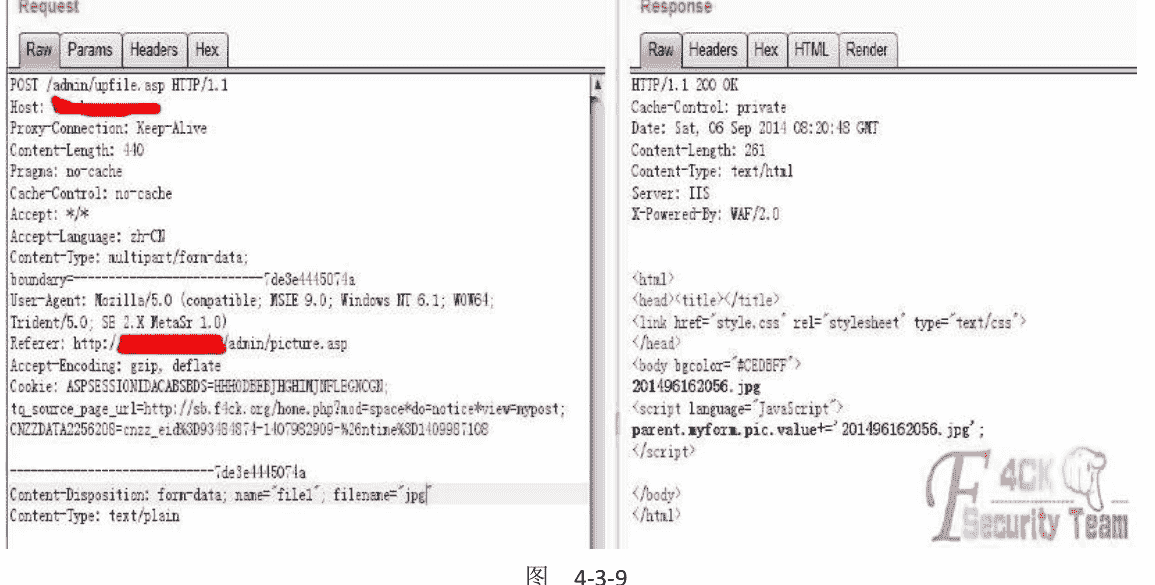 Request
Raw Params Headers Hex
POST /admin/upfile.asp HTTP/1.1
Host:
Proxy-Connection: Keep-Alive
Content-Length: 440
Pragma: no-cache
Cache-Control: no-cache
Accept: */*
Accept-Language: zh-CN
Content-Type: multipart/form-data;
boundary=---------------------------7de3e4445074a
User-Agent: Mozilla/5.0 (compatible; MSIE 9.0; Windows NT 6.1; WOW64;
Trident/5.0; SE 2.X MetaSr 1.0)
Referer: http:/ /admin/picture.asp
Accept-Encoding: gzip, deflate
Cookie:
tq_source_page_url=http://sb.f4ck.org/home.php?mod=space*do=notice*view=mypost;
CNZZDATA2256208=cnzz_eid%3D93484874-1407982909-%26ntime%3D1409987108
-----------------------------7de3e4445074a
Content-Disposition: form-data; name="file1"; filename="jpg"
Content-Type: text/plain
Response
Raw Headers Hex HTML Render
HTTP/1.1 200 OK
Cache-Control: private
Date: Sat, 06 Sep 2014 08:20:48 GMT
Content-Length: 261
Content-Type: text/html
Server: IIS
X-Powered-By: WAF/2.0
<html>
<head><title></title>
<link href="style.css" rel="stylesheet" type="text/css">
</head>
<body bgcolor="#CEDBFF">
201496162056.jpg
<script language="JavaScript">
parent.myform.pic.value+='201496162056.jpg';
</script>
</body>
</html>
F4CK
Security Team
图 4-3-9